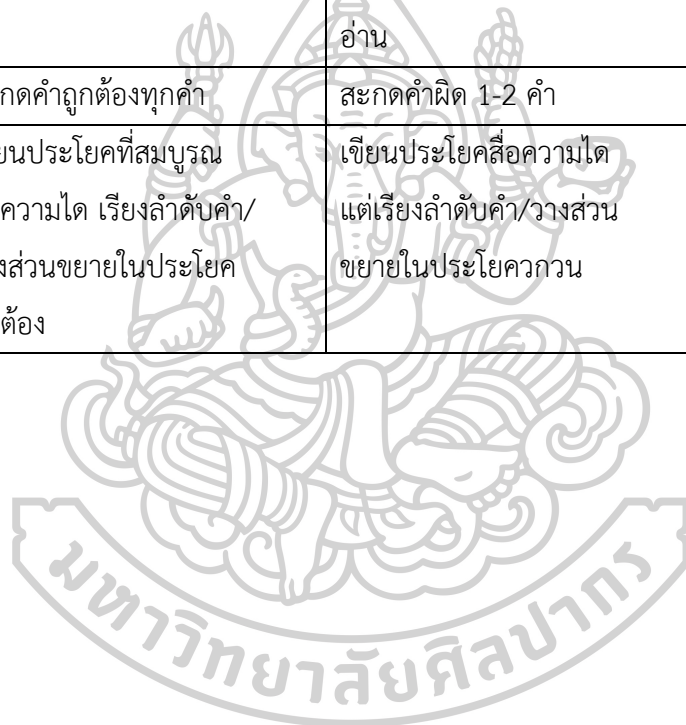 อ่าน
กดคำถูกต้องทุกคำ
สะกดคำผิด 1-2 คำ
ยนประโยคที่สมบูรณ
ความได เรียงลำดับคำ/
งส่วนขยายในประโยค
ต้อง
เขียนประโยคสื่อความได
แต่เรียงลำดับคำ/วางส่วน
ขยายในประโยควกวน
มหาวิทยาลัยศิลปากร